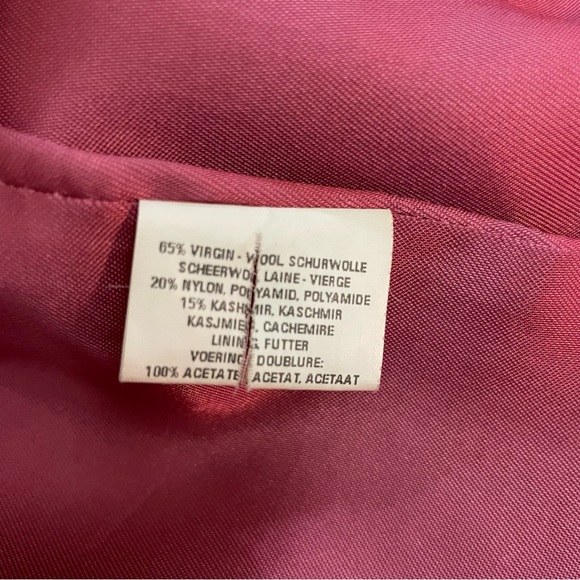 65% VIRGIN - WOOL SCHURWOLLE
SCHEERWOL, LAINE - VIERGE
20% NYLON, POLYAMID, POLYAMIDE
15% KASHMIR, KASCHMIR
KASJMIER, CACHEMIRE
LINING, FUTTER
VOERING, DOUBLURE:
100% ACETATE, ACETAT, ACETAAT